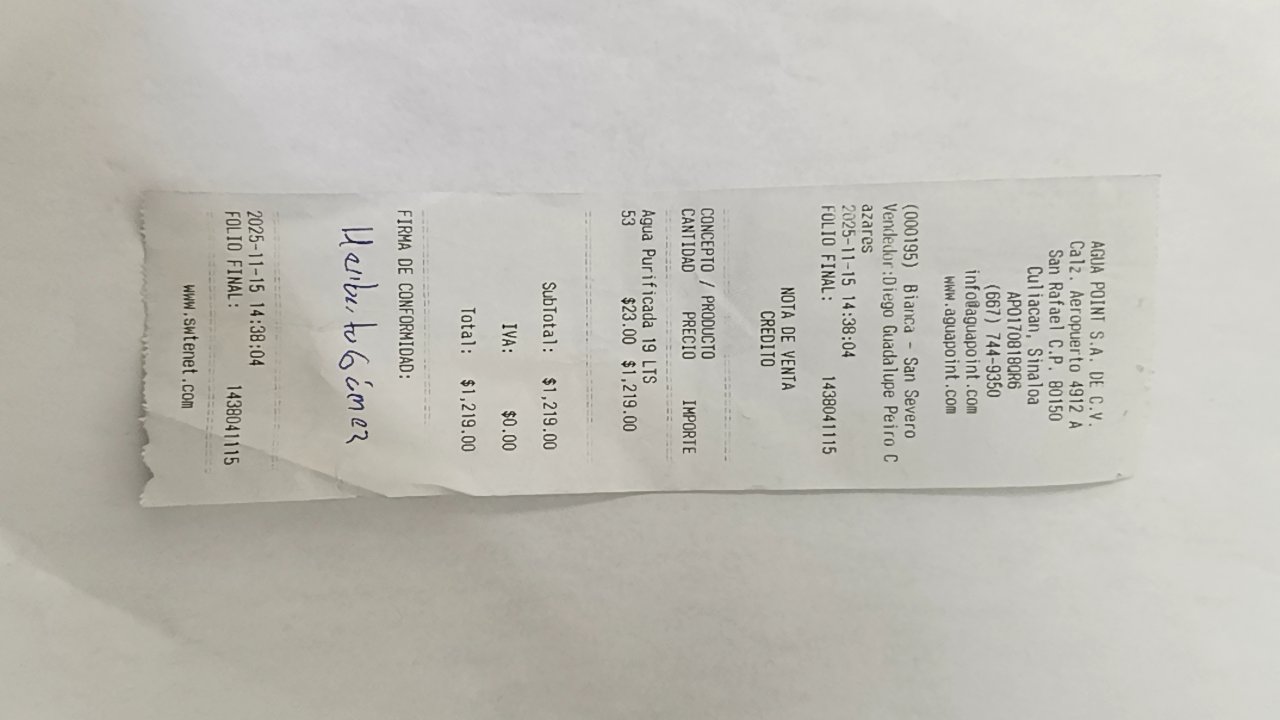 AGUA POINT S.A. DE C.V.
Calz. Aeropuerto 4912 A
San Rafael C.P. 80150
Culiacan, Sinaloa
APO170818QR6
(667) 744-9350
info@aguapoint.com
www.aguapoint.com
(000195) Bianca - San Severo
Vendedor:Diego Guadalupe Peiro C
azares
2025-11-15 14:38:04 1438041115
FOLIO FINAL:
NOTA DE VENTA
CREDITO
CONCEPTO / PRODUCTO
CANTIDAD PRECIO IMPORTE
Agua Purificada 19 LTS
53 $23.00 $1,219.00
SubTotal: $1,219.00
IVA: $0.00
Total: $1,219.00
FIRMA DE CONFORMIDAD:
2025-11-15 14:38:04
FOLIO FINAL: 1438041115
www.swtenet.com